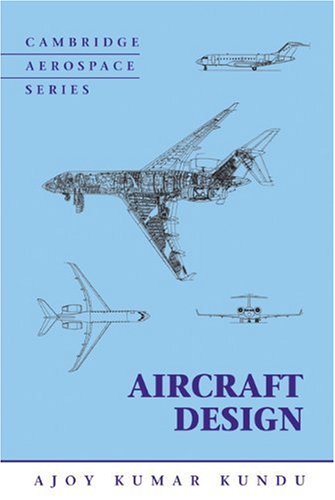 CAMBRIDGE
AEROSPACE
SERIES
AIRCRAFT
DESIGN
AJOY KUMAR KUNDU